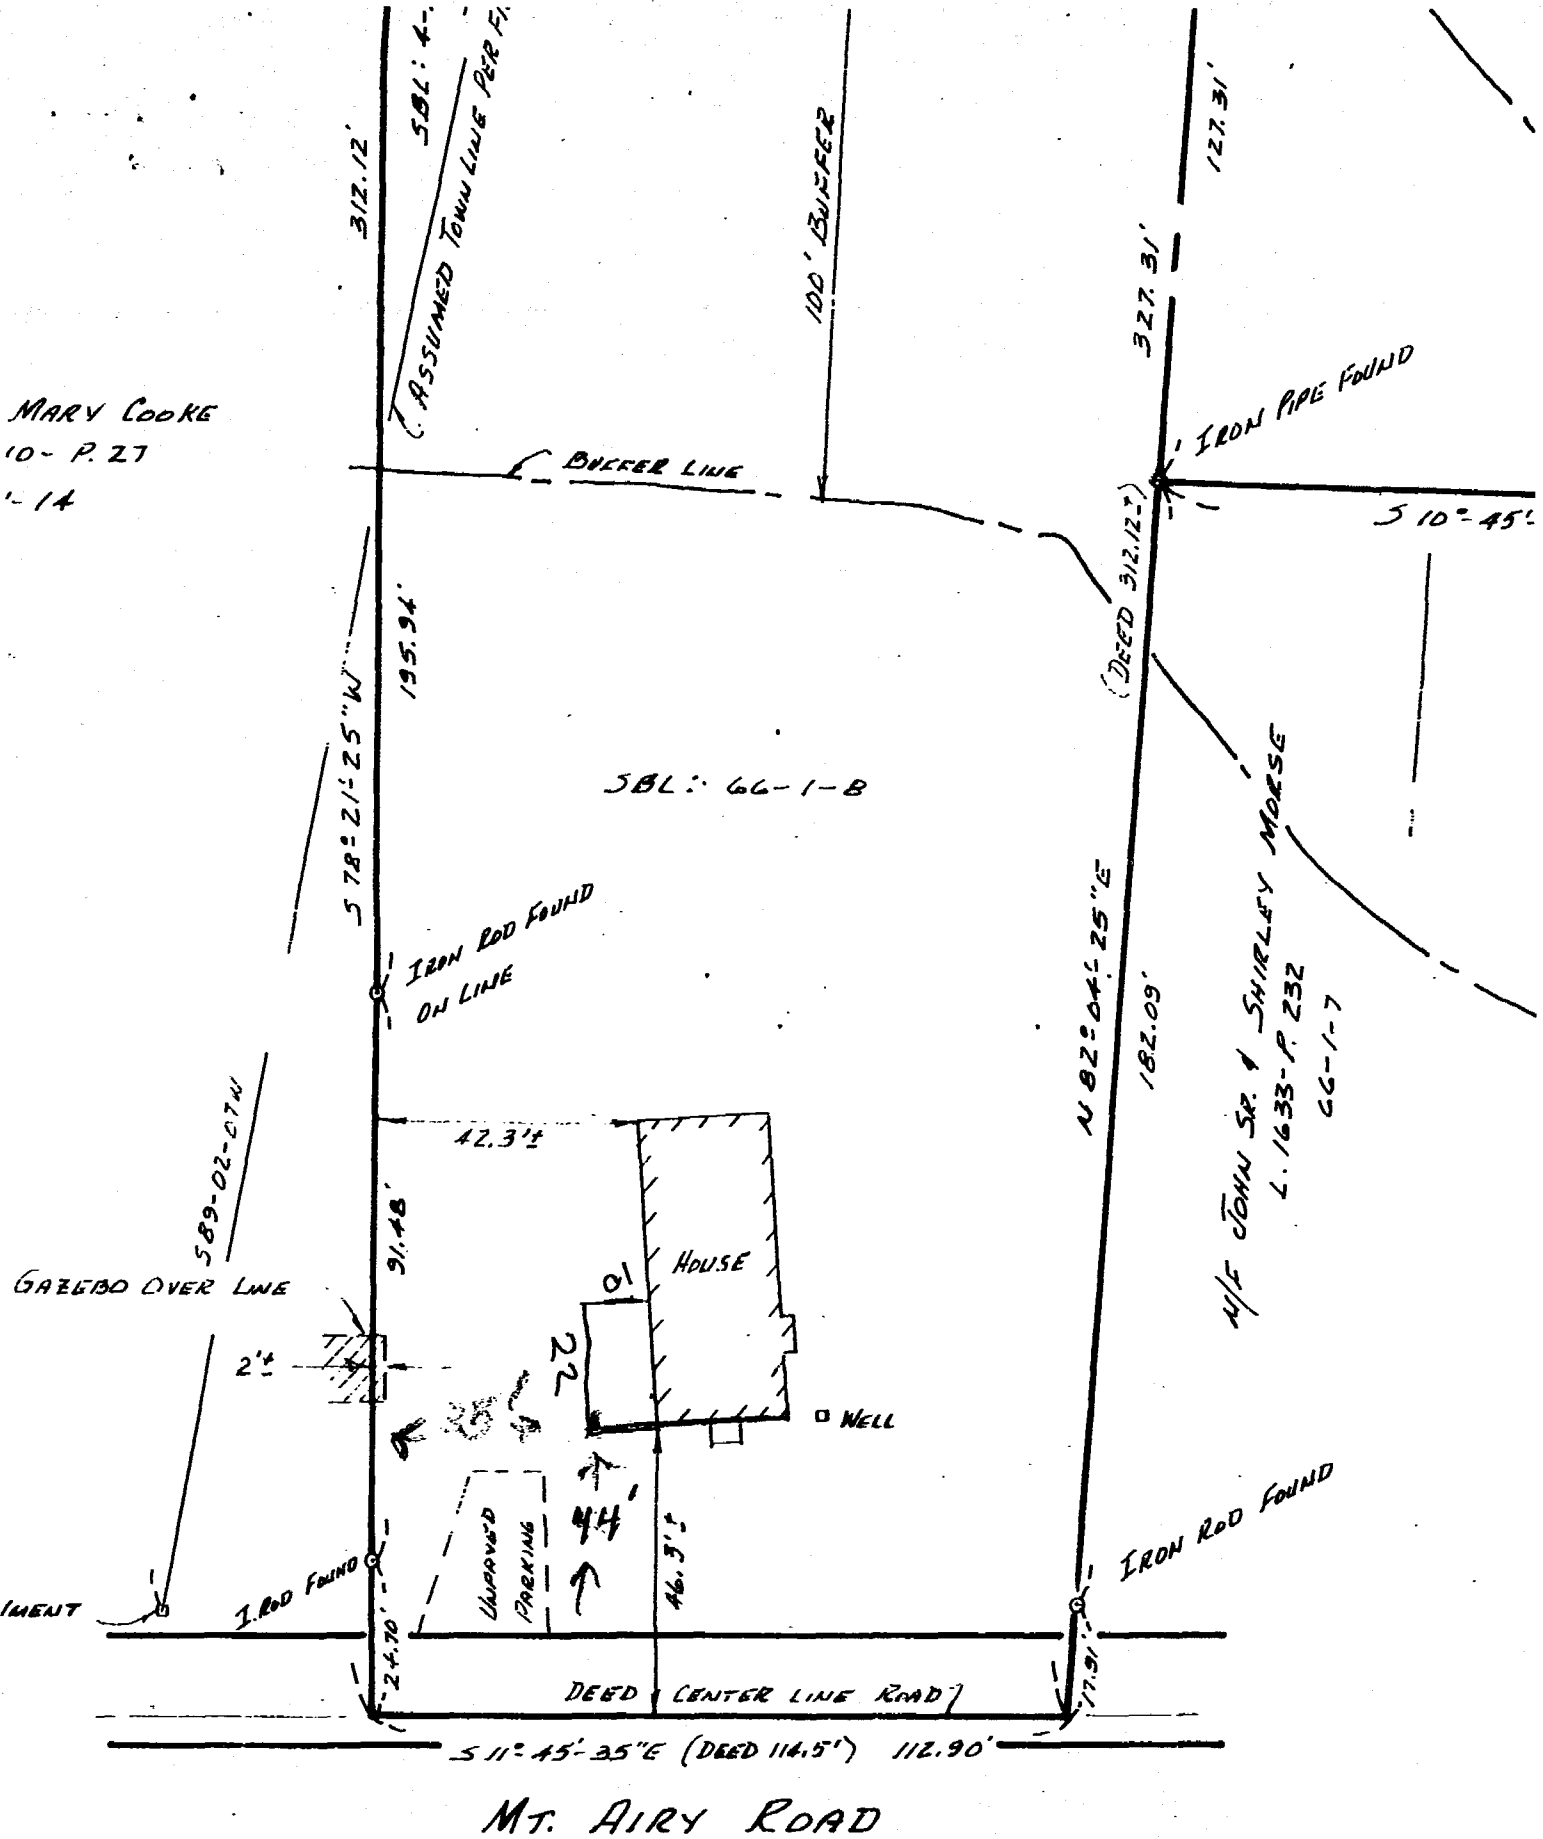 SBL: 4-
(ASSUMED TOWN LINE PER
312.12'
100' BUFFER
127.31'
327.31'
IRON PIPE FOUND
MARY COOKE
10- P. 27
1-14
BUFFER LINE
(DEED 312.12'±)
S 10°-45'-
195.94'
S 78°-21'-25"W
SBL: 66-1-8
N 82°-04'-25"E
182.09'
N/F JOHN SR. & SHIRLEY MORSE
L. 1633-P. 232
66-1-7
IRON ROD FOUND
ON LINE
S89-02-07W
42.3'±
91.48'
HOUSE
10
22
GAZEBO OVER LINE
2'±
35
WELL
44'
46.3'±
UNPAVED
PARKING
IRON ROD FOUND
I. ROD FOUND
IMENT
24.70'
17.91'
DEED CENTER LINE ROAD
S 11°-45'-35"E (DEED 114.5') 112.90'
MT. AIRY ROAD